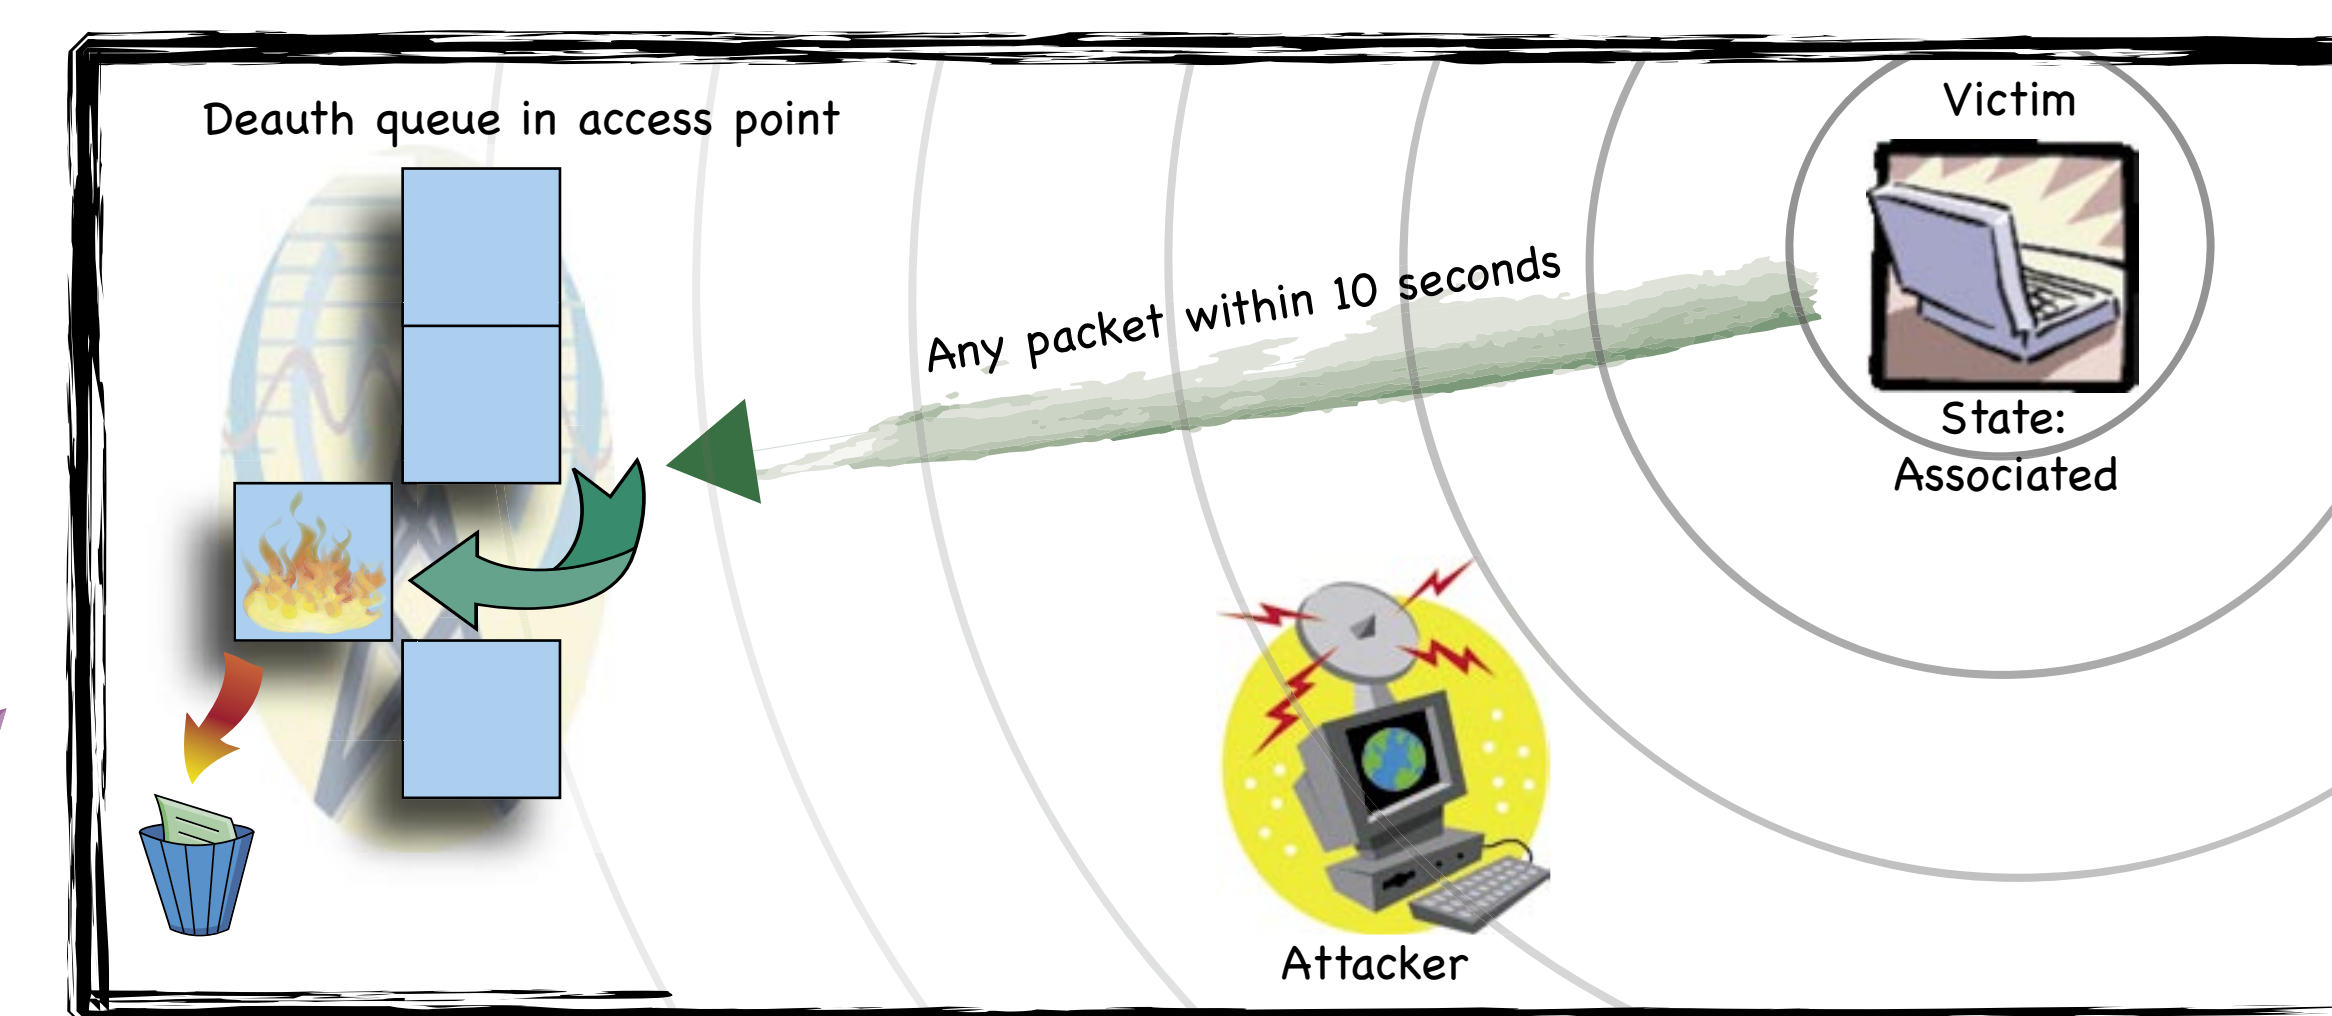 Deauth queue in access point
Victim
Any packet within 10 seconds
State:
Associated
Attacker